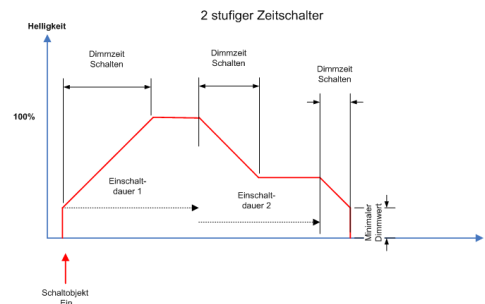 2 stufiger Zeitschalter
Helligkeit
Dimmzeit
Schalten
Dimmzeit
Schalten
Dimmzeit
Schalten
100%
Einschalt-
dauer 1
Einschalt-
dauer 2
Minimaler
Dimmwert
Schaltobjekt
Ein